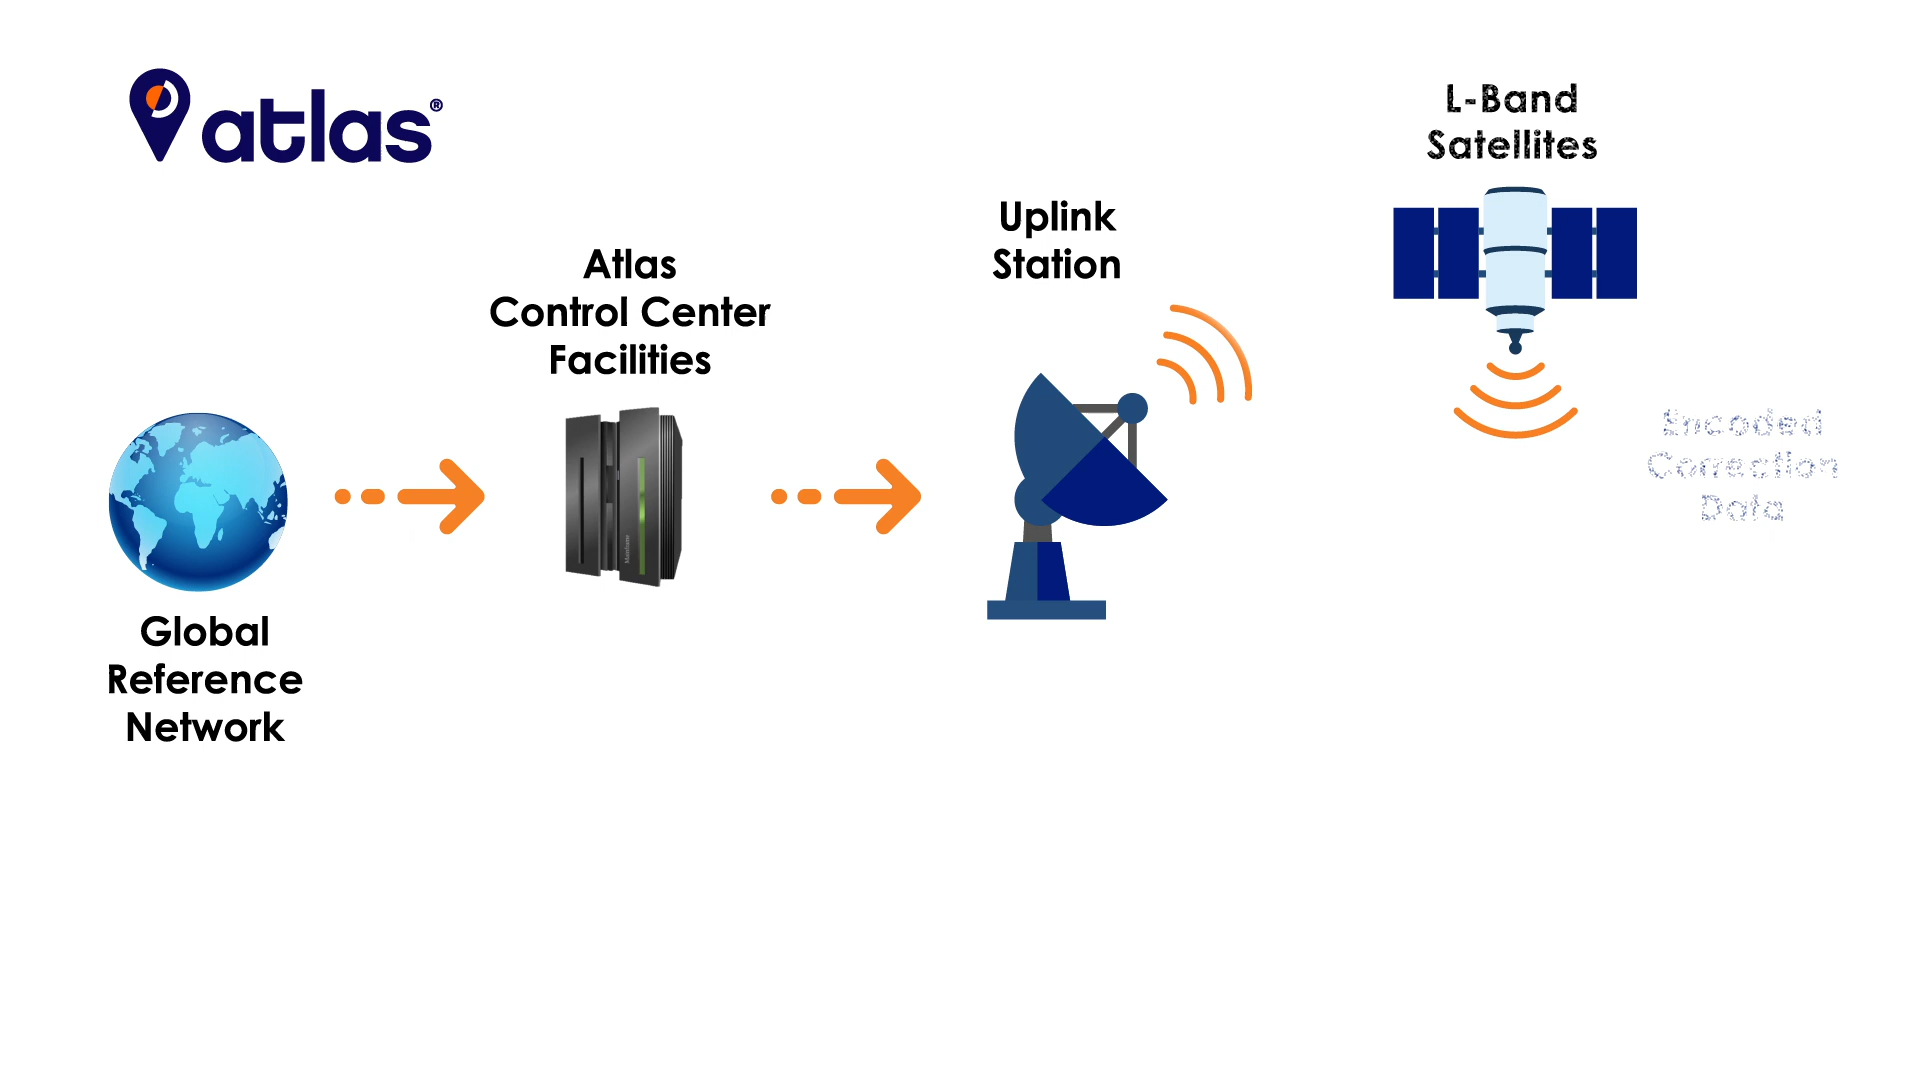 atlas®
L-Band
Satellites
Uplink
Station
Atlas
Control Center
Facilities
Encoded
Correction
Data
Global
Reference
Network